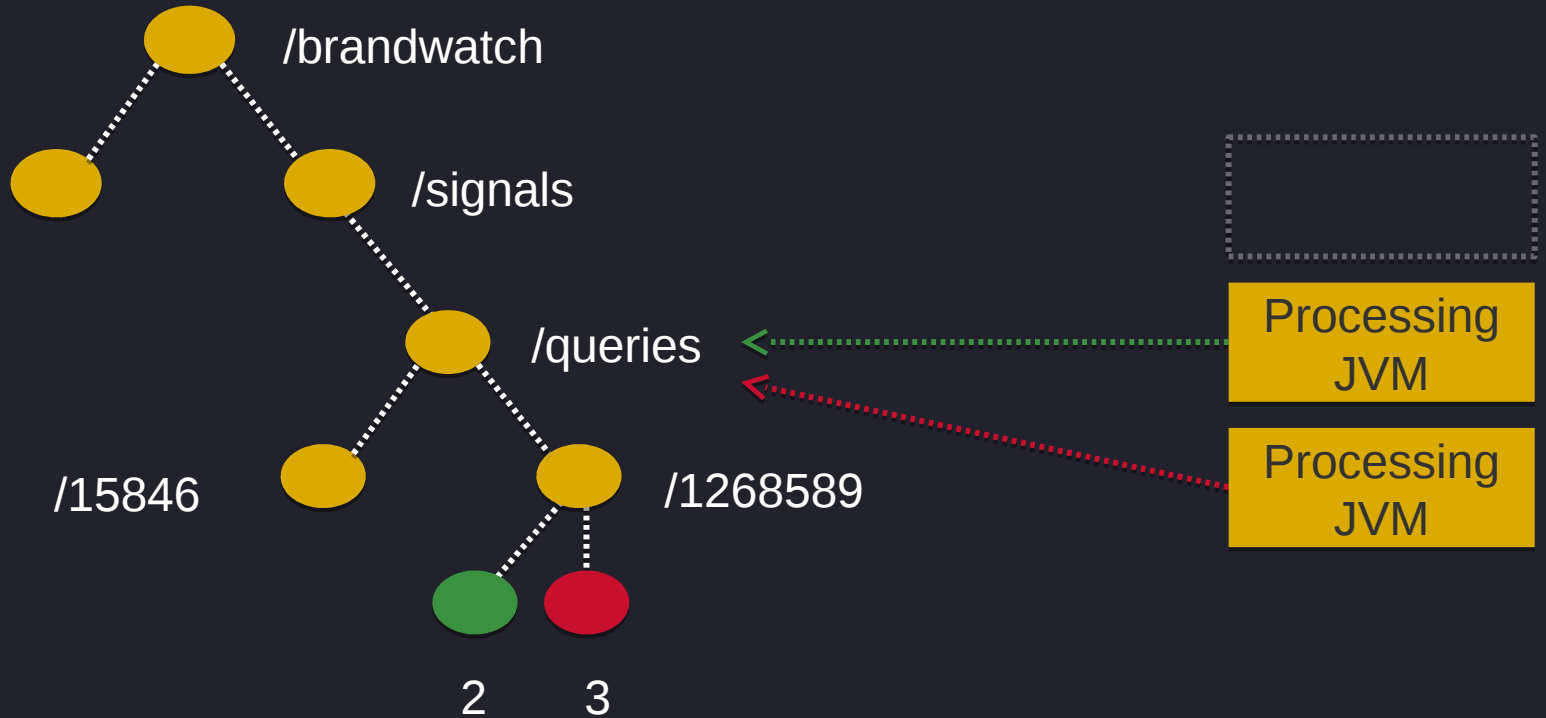 /brandwatch
/signals
Processing
JVM
/queries
Processing
JVM
/15846
/1268589
2
3